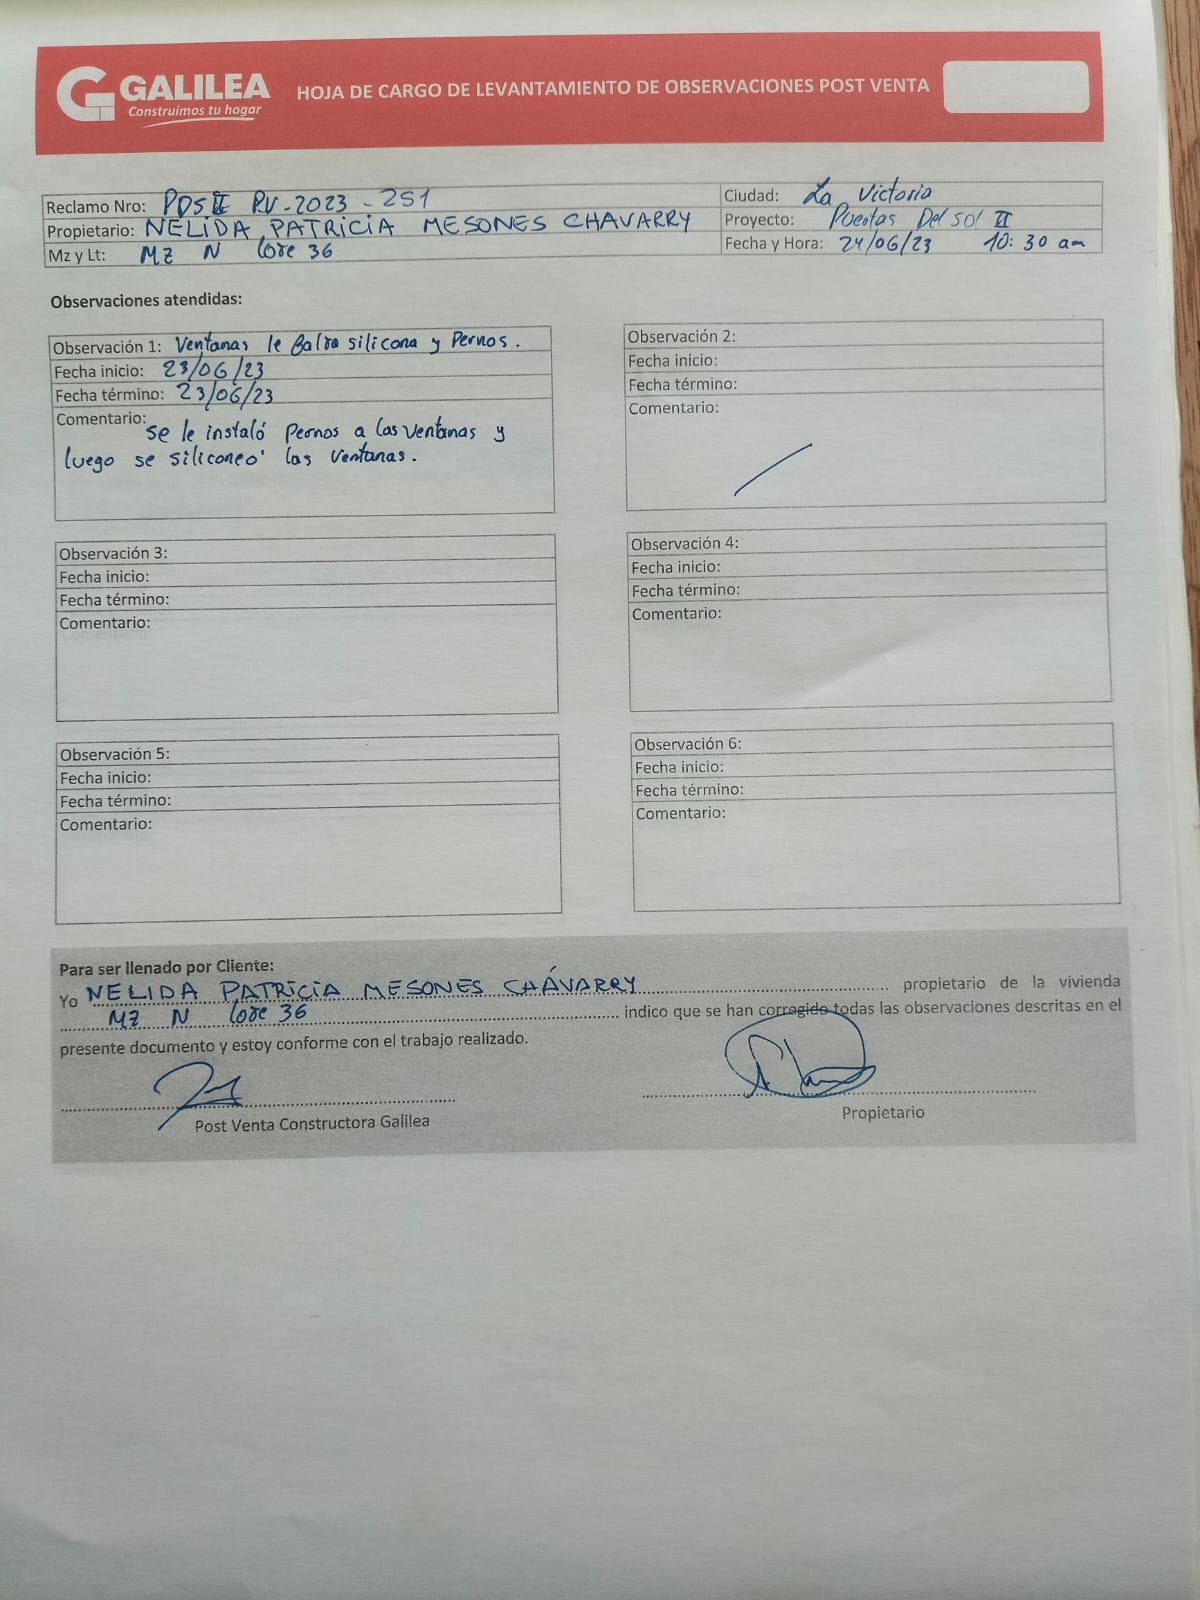 GALILEA
Construimos tu hogar
HOJA DE CARGO DE LEVANTAMIENTO DE OBSERVACIONES POST VENTA
Reclamo Nro: PDS II PV-2023-251
Ciudad: La Victoria
Propietario: NELIDA PATRICIA MESONES CHAVARRY
Proyecto: Puertas Del Sol II
Mz y Lt: Mz N Lote 36
Fecha y Hora: 24/06/23 10:30 am
Observaciones atendidas:
Observación 1: Ventanas le falta silicona y Pernos.
Fecha inicio: 23/06/23
Fecha término: 23/06/23
Comentario: se le instaló Pernos a las Ventanas y
luego se siliconeó las Ventanas.
Observación 2:
Fecha inicio:
Fecha término:
Comentario:
Observación 3:
Fecha inicio:
Fecha término:
Comentario:
Observación 4:
Fecha inicio:
Fecha término:
Comentario:
Observación 5:
Fecha inicio:
Fecha término:
Comentario:
Observación 6:
Fecha inicio:
Fecha término:
Comentario:
Para ser llenado por Cliente:
Yo NELIDA PATRICIA MESONES CHÁVARRY propietario de la vivienda
Mz N Lote 36 indico que se han corregido todas las observaciones descritas en el
presente documento y estoy conforme con el trabajo realizado.
Post Venta Constructora Galilea
Propietario